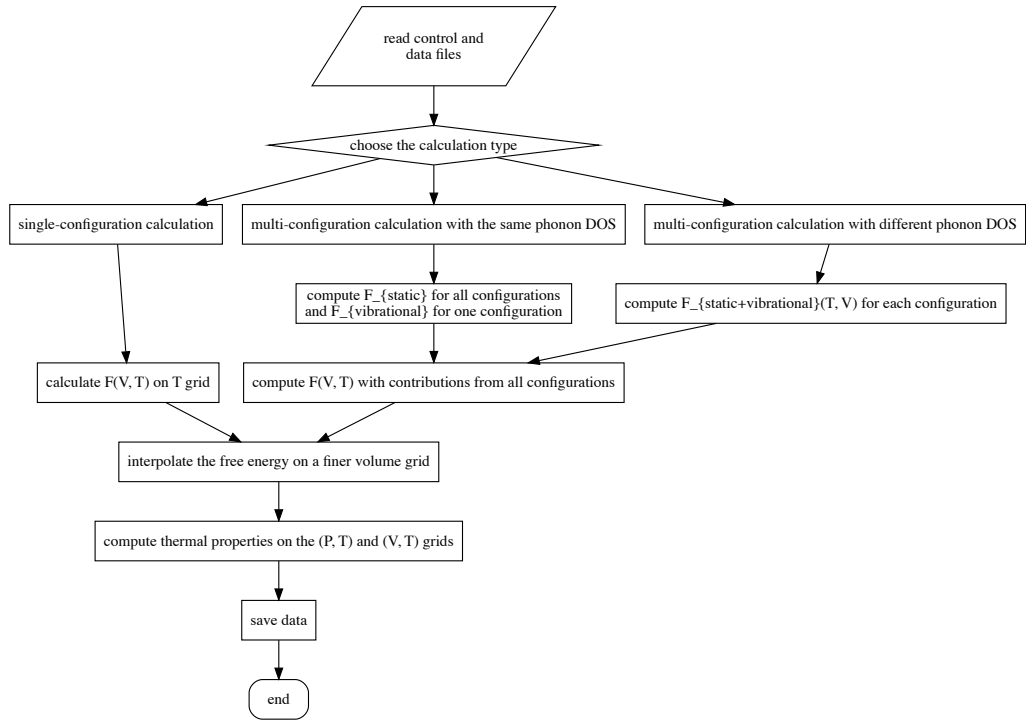 read control and
data files
choose the calculation type
single-configuration calculation
multi-configuration calculation with the same phonon DOS
multi-configuration calculation with different phonon DOS
compute F_{static} for all configurations
and F_{vibrational} for one configuration
compute F_{static+vibrational}(T, V) for each configuration
calculate F(V, T) on T grid
compute F(V, T) with contributions from all configurations
interpolate the free energy on a finer volume grid
compute thermal properties on the (P, T) and (V, T) grids
save data
end